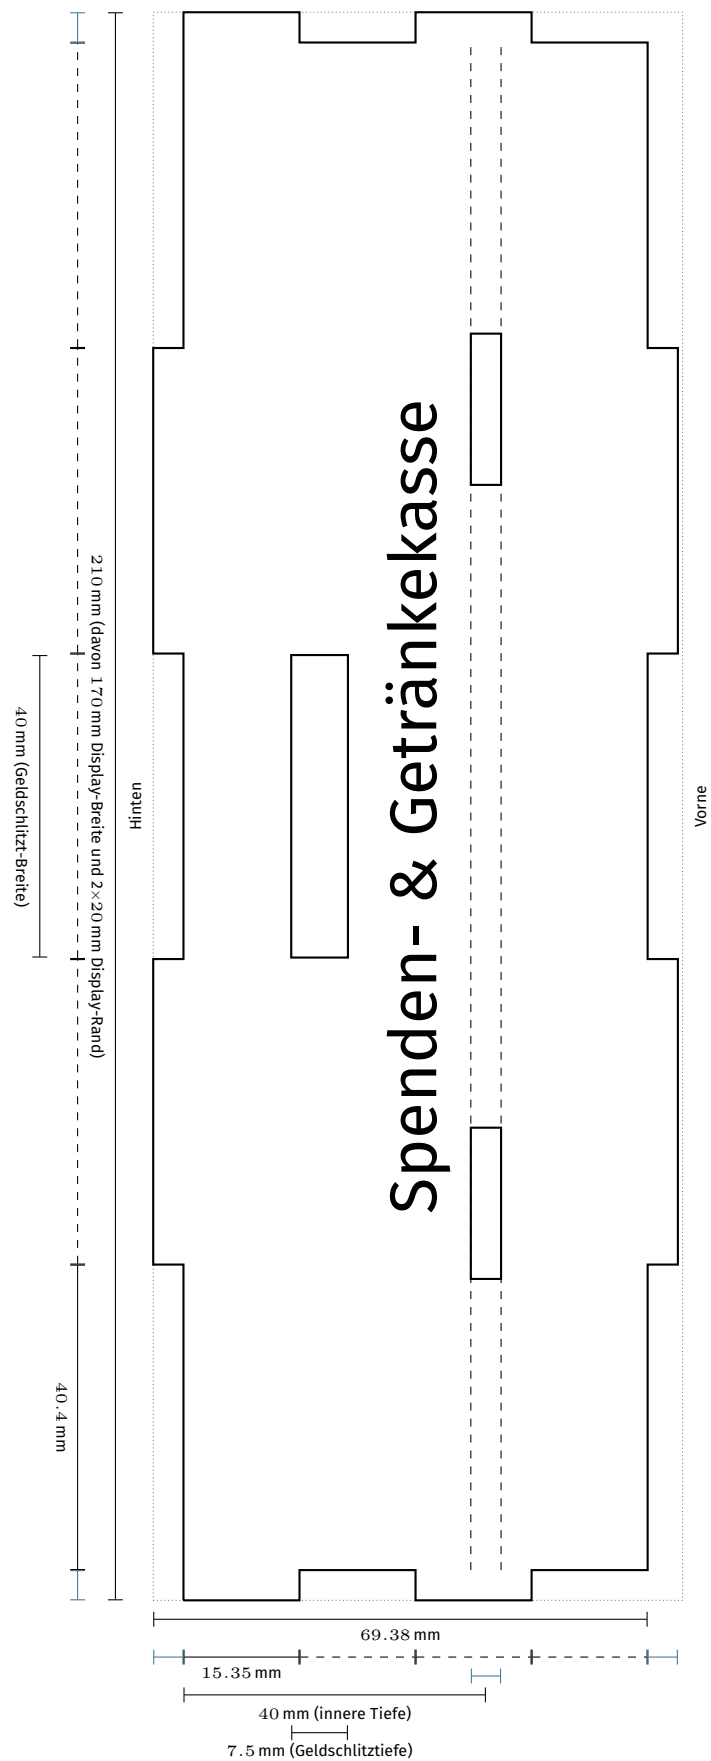 210 mm (davon 170 mm Display-Breite und 2×20 mm Display-Rand)
40 mm (Geldschlitzt-Breite)
Hinten
Spenden- & Getränkekasse
Vorne
40.4 mm
69.38 mm
15.35 mm
40 mm (innere Tiefe)
7.5 mm (Geldschlitztiefe)